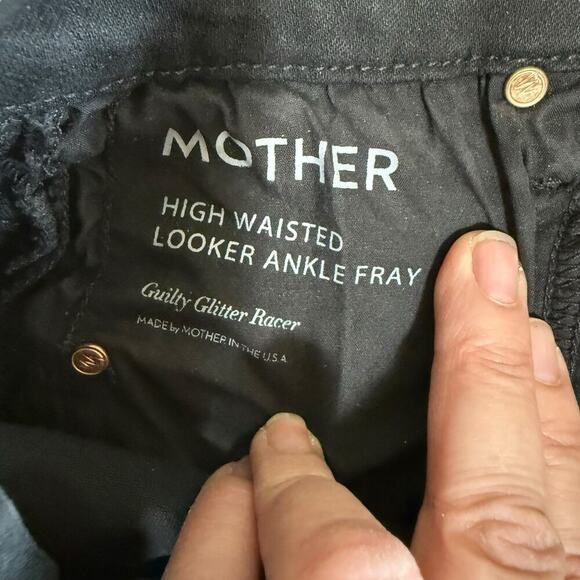 MOTHER
HIGH WAISTED
LOOKER ANKLE FRAY
Guilty Glitter Racer
MADE by MOTHER IN THE U.S.A.